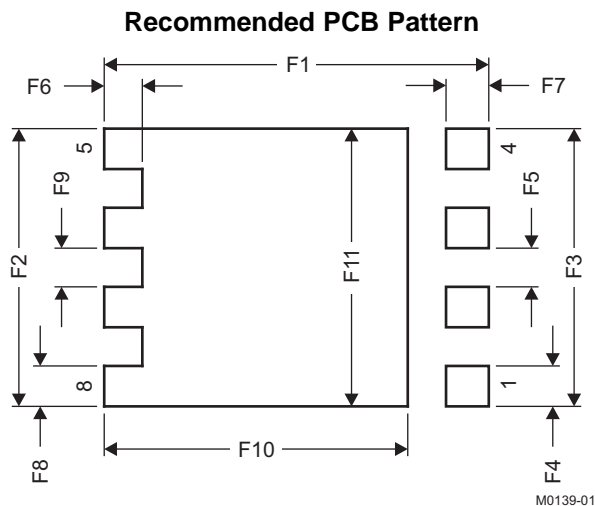 Recommended PCB Pattern
F1
F6
F7
5
4
F9
F5
F2
F11
F3
8
1
F10
F8
F4
M0139-01